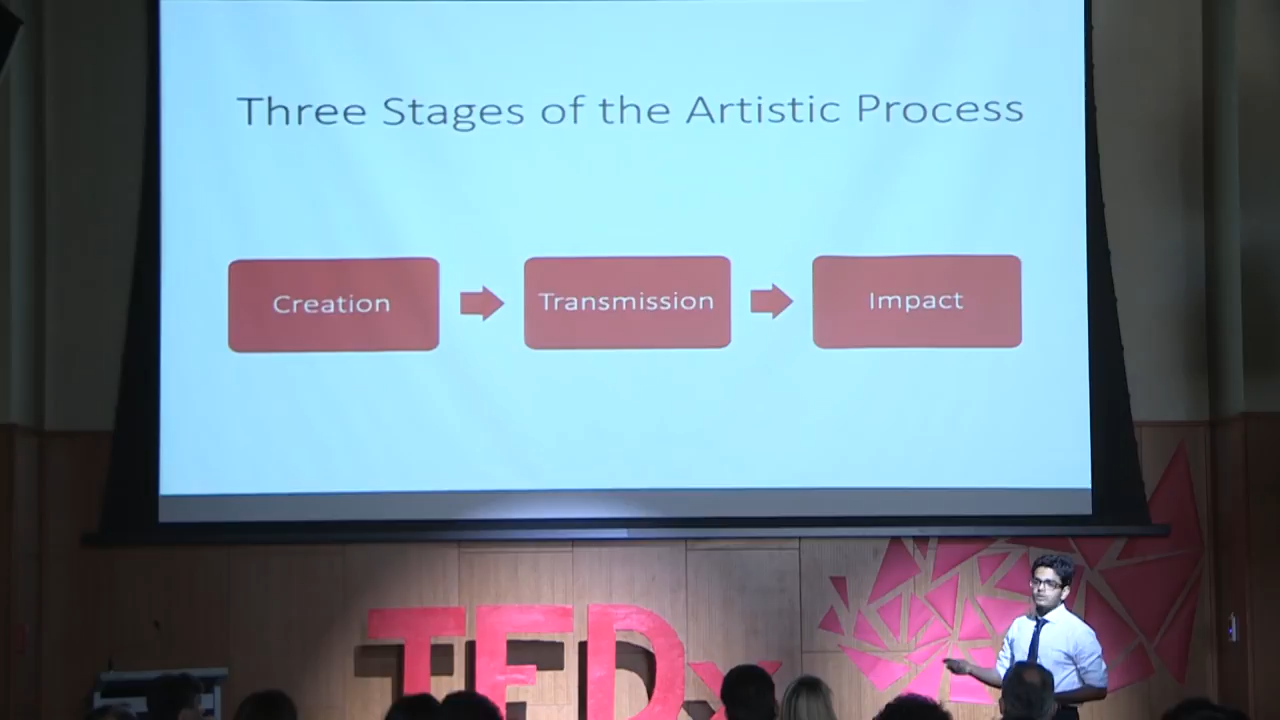 Three Stages of the Artistic Process
Creation
Transmission
Impact
TEDx